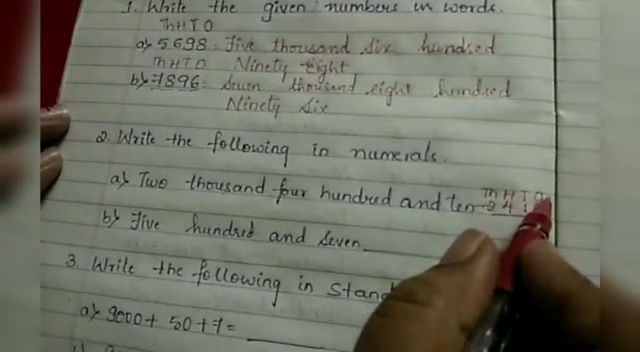 1. Write the given numbers in words.
Th H T O
a) 5698 = Five thousand six hundred
Th H T O Ninety Eight
b) 7896 = Seven thousand eight hundred
Ninety Six
2. Write the following in numerals.
Th H T O
a) Two thousand four hundred and ten = 2 4 1
b) Five hundred and seven
3. Write the following in Stand
a) 9000 + 50 + 7 =